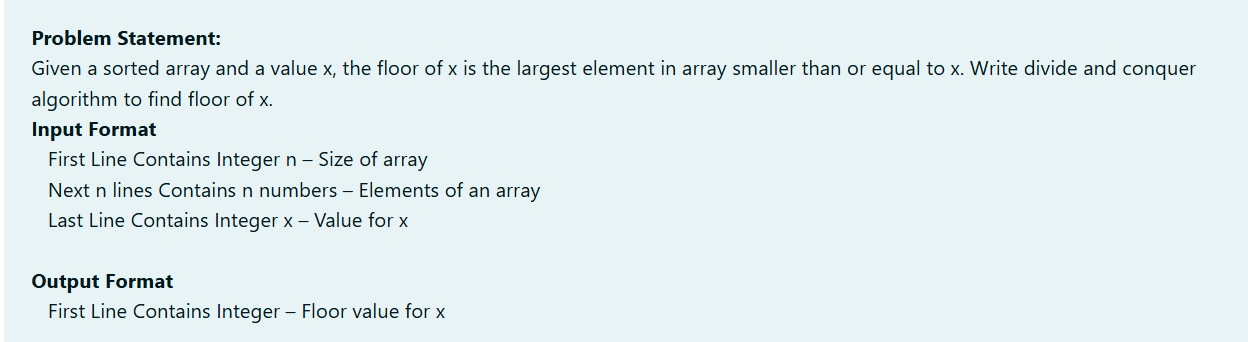 Problem Statement:
Given a sorted array and a value x, the floor of x is the largest element in array smaller than or equal to x. Write divide and conquer
algorithm to find floor of x.
Input Format
First Line Contains Integer n – Size of array
Next n lines Contains n numbers – Elements of an array
Last Line Contains Integer x – Value for x
Output Format
First Line Contains Integer – Floor value for x